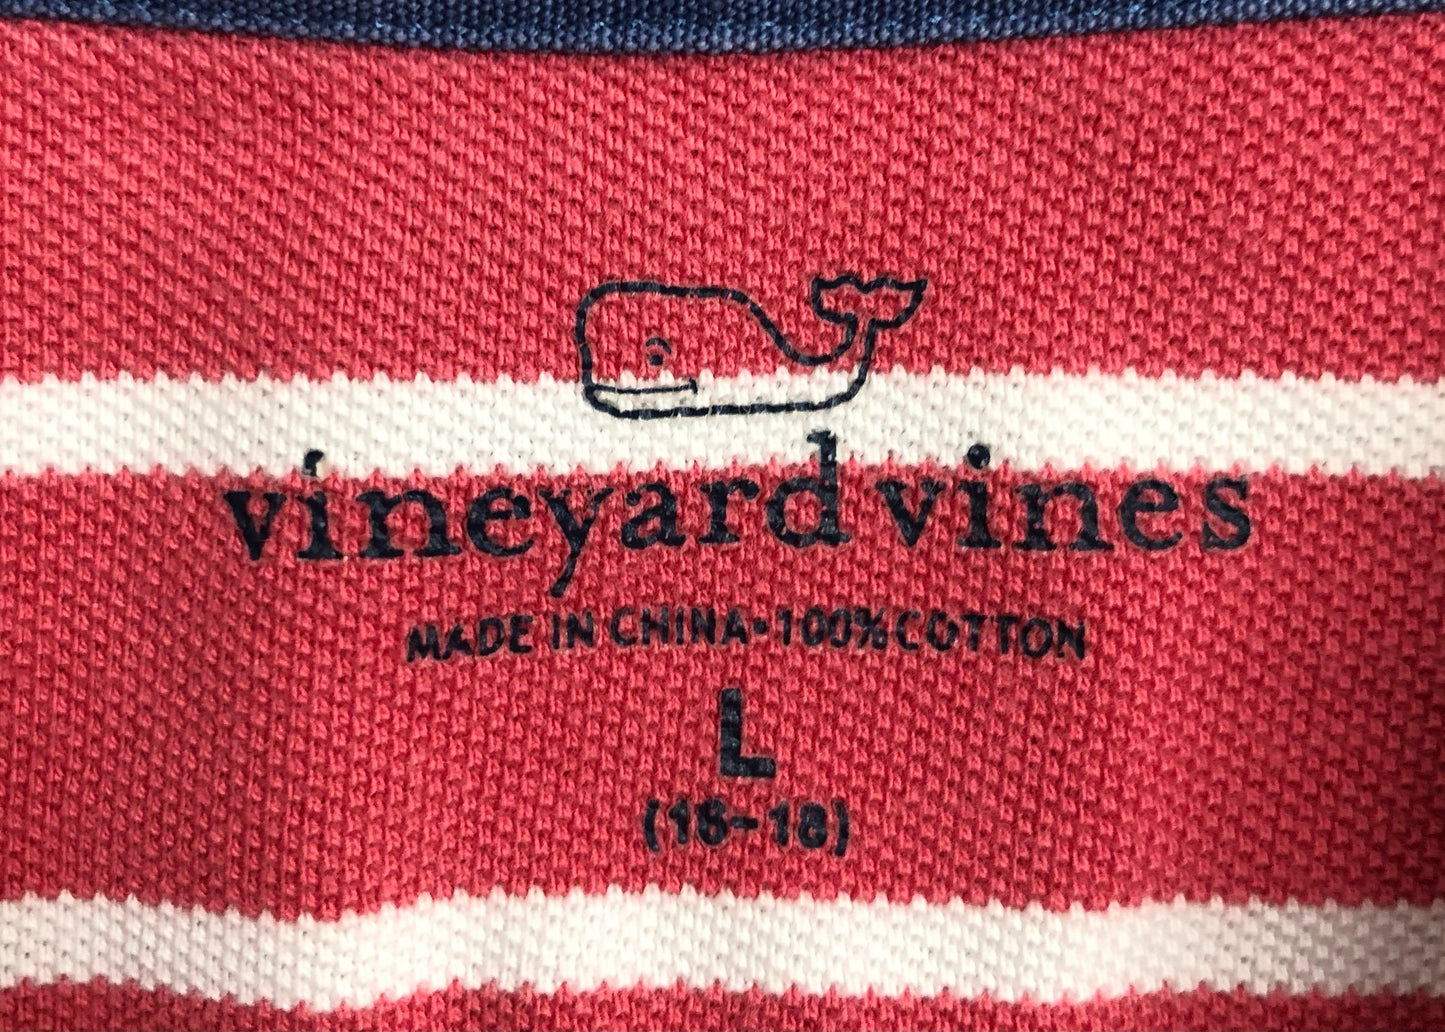 vineyard vines
MADE IN CHINA•100%COTTON
L
(16-18)